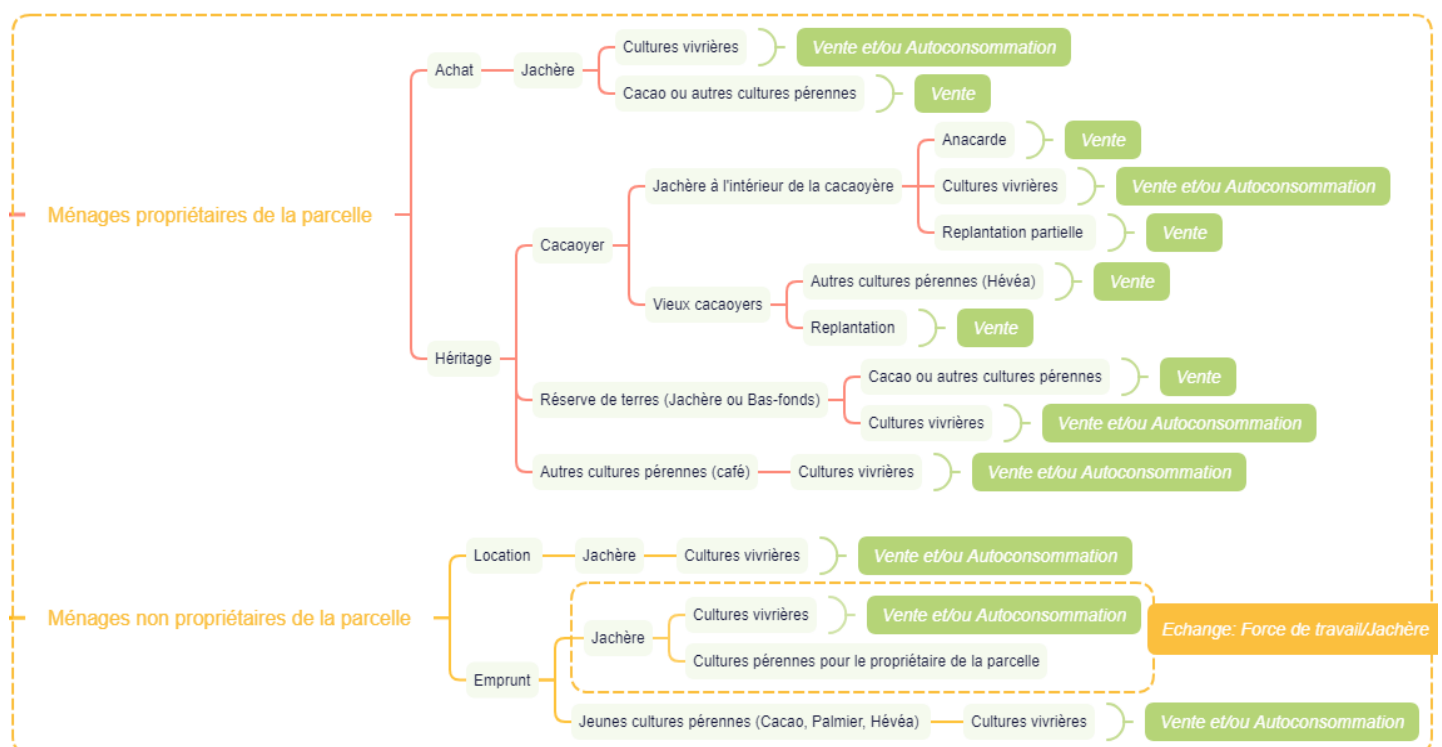 Cultures vivrières
Vente et/ou Autoconsommation
Achat
Jachère
Cacao ou autres cultures pérennes
Vente
Anacarde
Vente
Jachère à l'intérieur de la cacaoyère
Cultures vivrières
Vente et/ou Autoconsommation
Ménages propriétaires de la parcelle
Replantation partielle
Vente
Cacaoyer
Autres cultures pérennes (Hévéa)
Vente
Vieux cacaoyers
Replantation
Vente
Héritage
Cacao ou autres cultures pérennes
Vente
Réserve de terres (Jachère ou Bas-fonds)
Cultures vivrières
Vente et/ou Autoconsommation
Autres cultures pérennes (café)
Cultures vivrières
Vente et/ou Autoconsommation
Location
Jachère
Cultures vivrières
Vente et/ou Autoconsommation
Ménages non propriétaires de la parcelle
Cultures vivrières
Vente et/ou Autoconsommation
Echange: Force de travail/Jachère
Jachère
Cultures pérennes pour le propriétaire de la parcelle
Emprunt
Jeunes cultures pérennes (Cacao, Palmier, Hévéa)
Cultures vivrières
Vente et/ou Autoconsommation